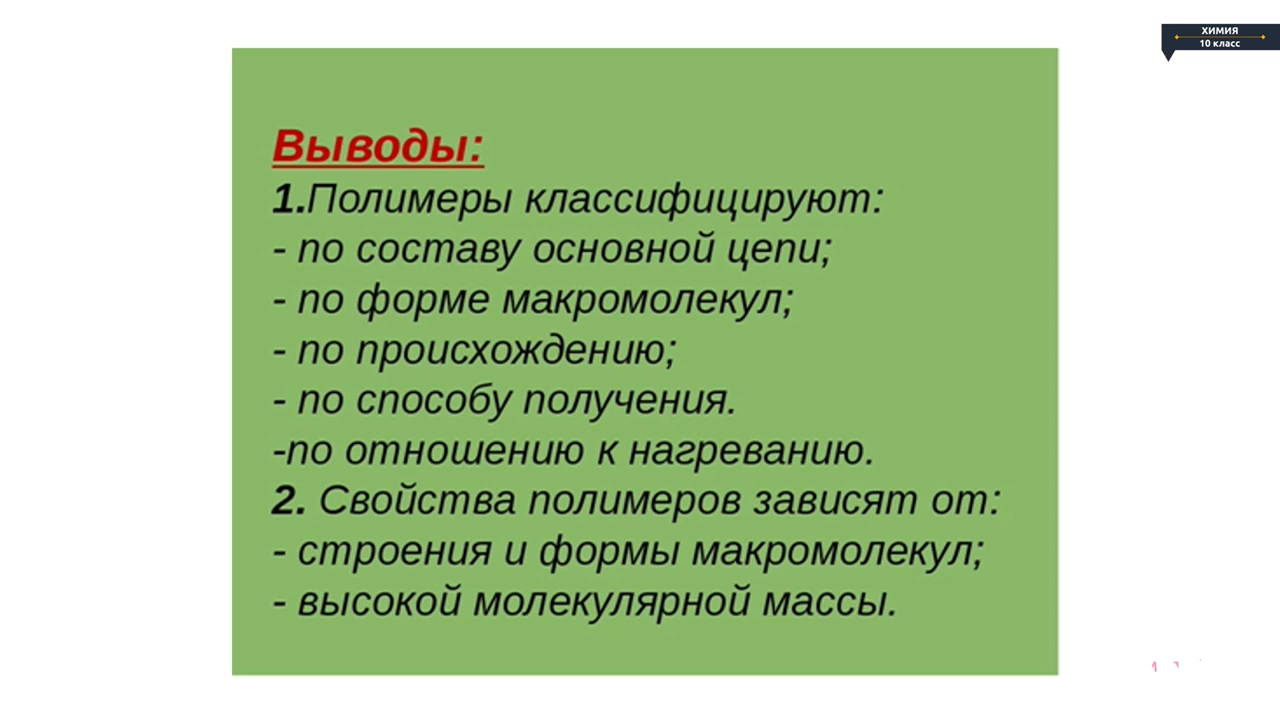 ХИМИЯ
10 класс
Выводы:
1.Полимеры классифицируют:
- по составу основной цепи;
- по форме макромолекул;
- по происхождению;
- по способу получения.
-по отношению к нагреванию.
2. Свойства полимеров зависят от:
- строения и формы макромолекул;
- высокой молекулярной массы.